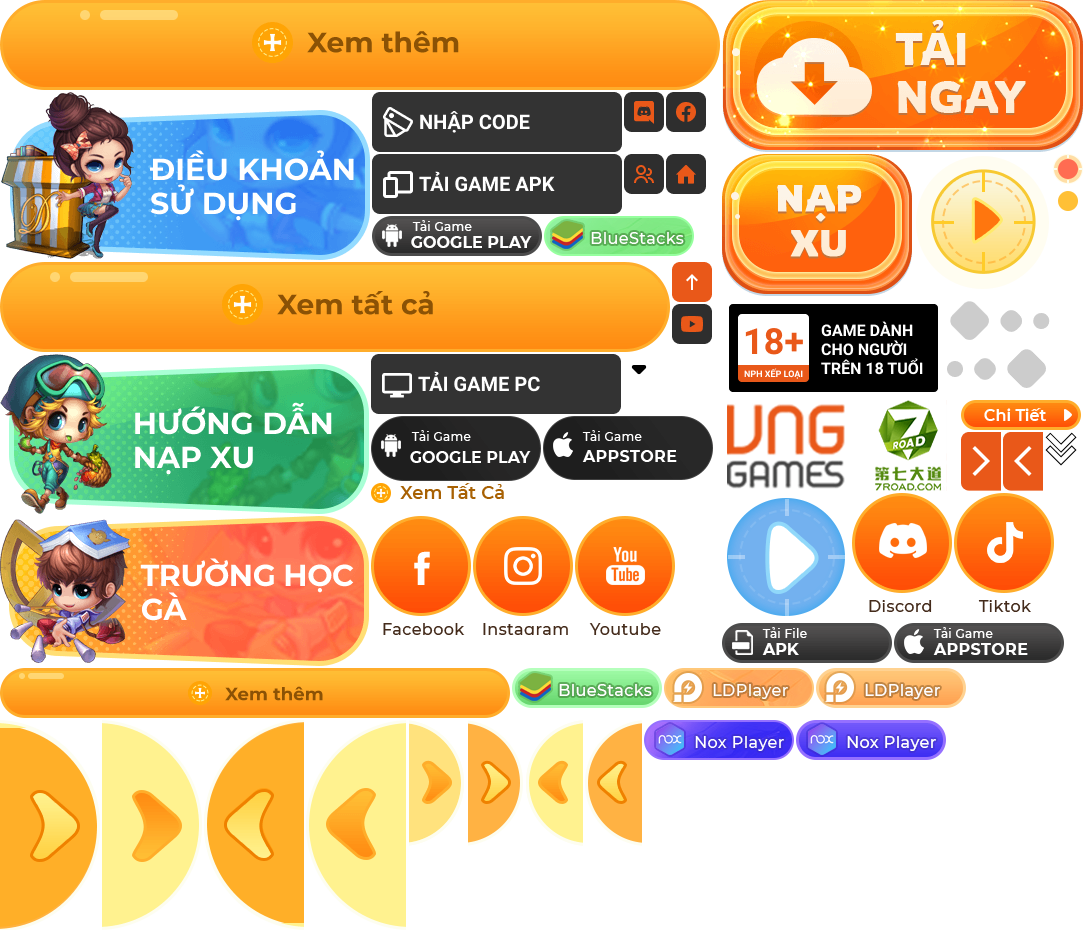 Xem thêm
TẢI
NGAY
ĐIỀU KHOẢN
SỬ DỤNG
NHẬP CODE
TẢI GAME APK
Tải Game
GOOGLE PLAY
BlueStacks
NẠP
XU
Xem tất cả
18+
NPH XẾP LOẠI
GAME DÀNH
CHO NGƯỜI
TRÊN 18 TUỔI
HƯỚNG DẪN
NẠP XU
TẢI GAME PC
Tải Game
GOOGLE PLAY
Tải Game
APPSTORE
Xem Tất Cả
VNG
GAMES
7
ROAD
第七大道
7ROAD.COM
Chi Tiết
TRƯỜNG HỌC
GÀ
You
Tube
Facebook
Instagram
Youtube
Discord
Tiktok
Tải File
APK
Tải Game
APPSTORE
Xem thêm
BlueStacks
LDPlayer
LDPlayer
nox
Nox Player
nox
Nox Player